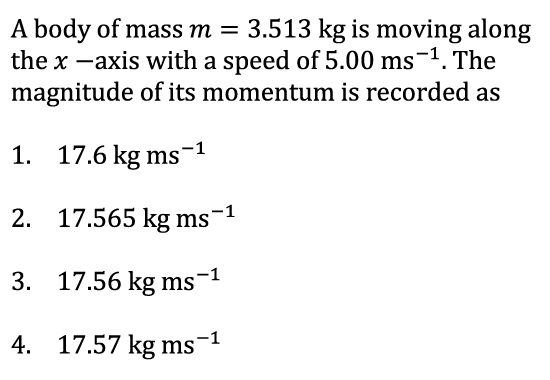 A body of mass m = 3.513 kg is moving along
the x −axis with a speed of 5.00 ms⁻¹. The
magnitude of its momentum is recorded as
1. 17.6 kg ms⁻¹
2. 17.565 kg ms⁻¹
3. 17.56 kg ms⁻¹
4. 17.57 kg ms⁻¹